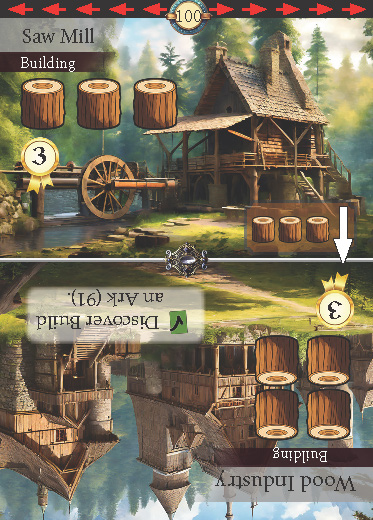 100
Saw Mill
Building
3
3
Discover Build
an Ark (91).
Building
Wood Industry